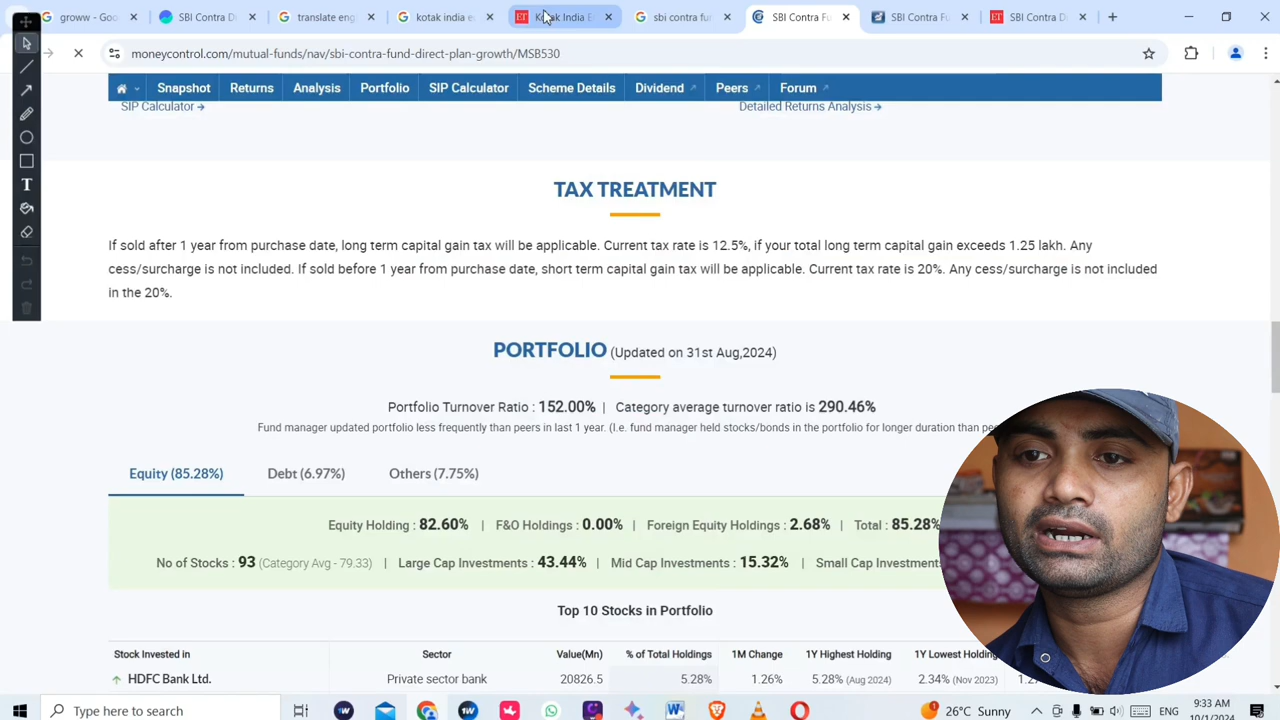 groww - Goo
SBI Contra D
translate eng
kotak india e
Kotak India E
sbi contra fu
SBI Contra Fu
SBI Contra Fu
SBI Contra D
moneycontrol.com/mutual-funds/nav/sbi-contra-fund-direct-plan-growth/MSB530
Snapshot Returns Analysis Portfolio SIP Calculator Scheme Details Dividend Peers Forum
SIP Calculator → Detailed Returns Analysis →
TAX TREATMENT
If sold after 1 year from purchase date, long term capital gain tax will be applicable. Current tax rate is 12.5%, if your total long term capital gain exceeds 1.25 lakh. Any
cess/surcharge is not included. If sold before 1 year from purchase date, short term capital gain tax will be applicable. Current tax rate is 20%. Any cess/surcharge is not included
in the 20%.
PORTFOLIO (Updated on 31st Aug,2024)
Portfolio Turnover Ratio : 152.00% | Category average turnover ratio is 290.46%
Fund manager updated portfolio less frequently than peers in last 1 year. (I.e. fund manager held stocks/bonds in the portfolio for longer duration than
Equity (85.28%) Debt (6.97%) Others (7.75%)
Equity Holding : 82.60% | F&O Holdings : 0.00% | Foreign Equity Holdings : 2.68% | Total : 85.28%
No of Stocks : 93 (Category Avg - 79.33) | Large Cap Investments : 43.44% | Mid Cap Investments : 15.32% | Small Cap Investments
Top 10 Stocks in Portfolio
Stock Invested in Sector Value(Mn) % of Total Holdings 1M Change 1Y Highest Holding 1Y Lowest Holding
HDFC Bank Ltd. Private sector bank 20826.5 5.28% 1.26% 5.28% (Aug 2024) 2.34% (Nov 2023)
Type here to search
26°C Sunny
ENG
9:33 AM
10/1/2024